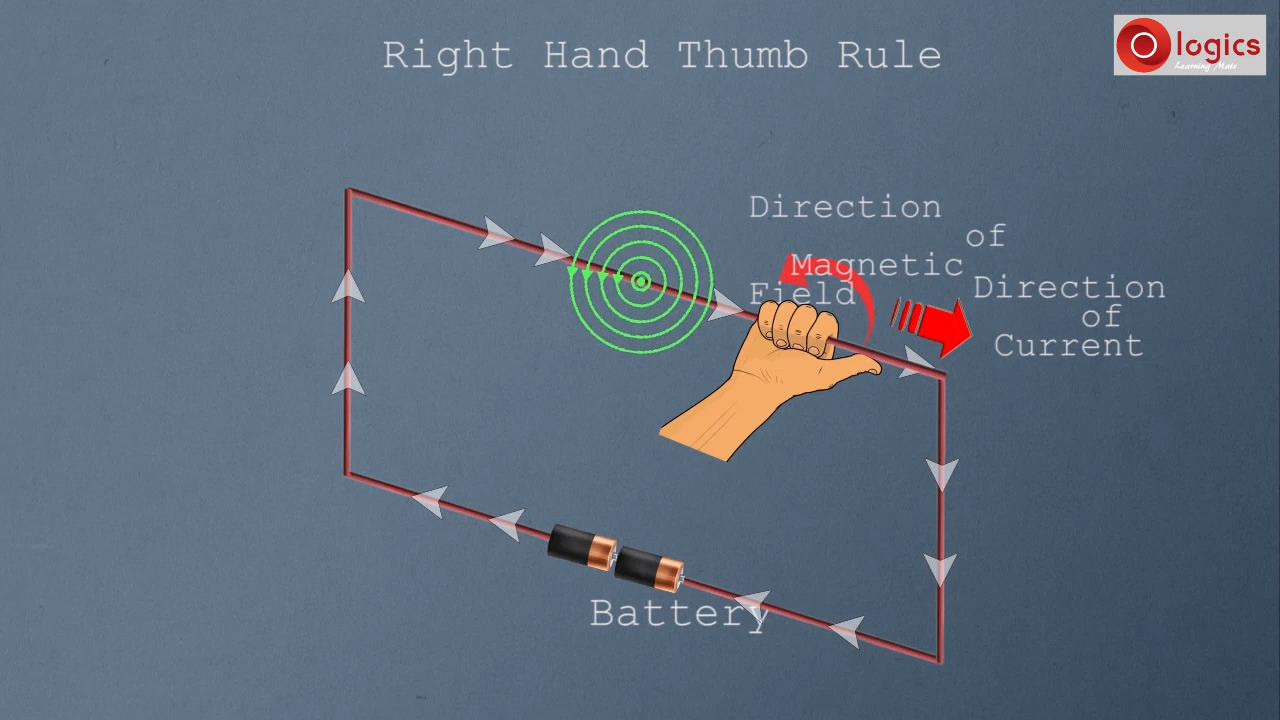 Right Hand Thumb Rule
logics
Learning Mate
Direction
of
Magnetic
Field
Direction
of
Current
Battery